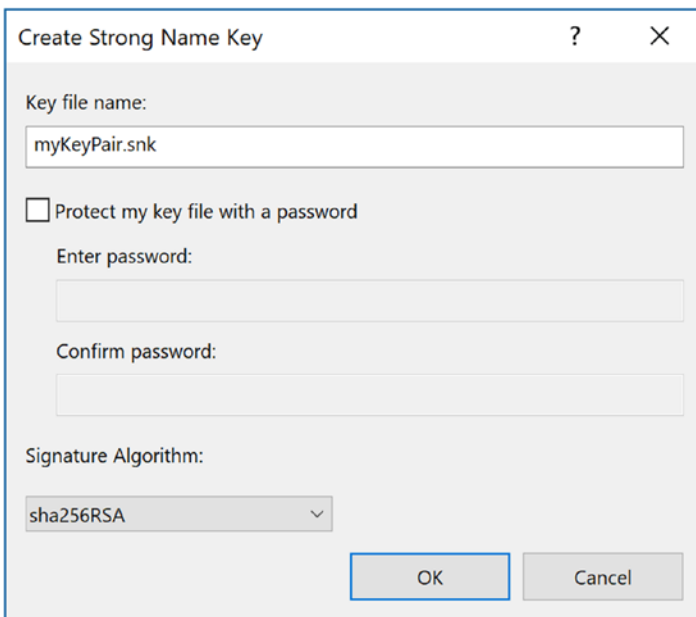 Create Strong Name Key
?
Key file name:
myKeyPair.snk
Protect my key file with a password
Enter password:
Confirm password:
Signature Algorithm:
sha256RSA
OK
Cancel